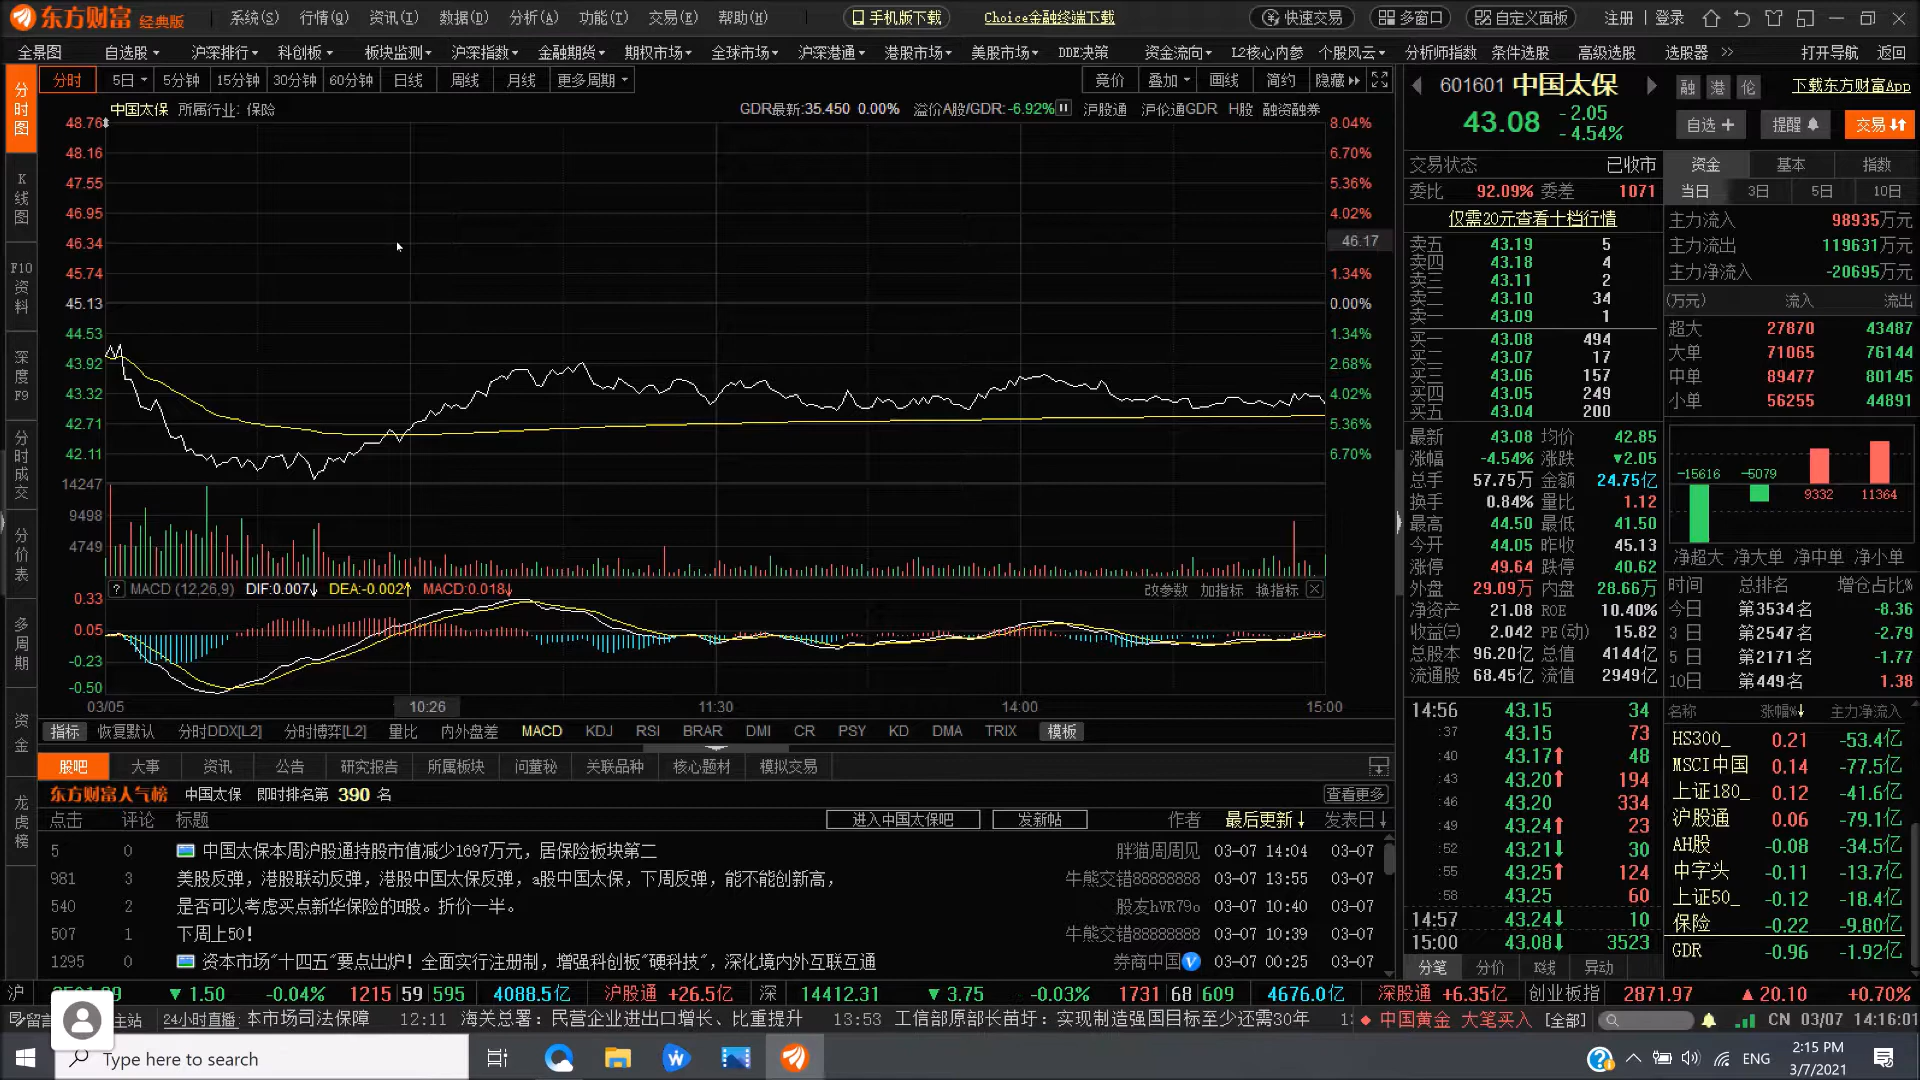 东方财富 经典版 系统(S) 行情(Q) 资讯(I) 数据(D) 分析(A) 功能(T) 交易(E) 帮助(H) 手机版下载 Choice金融终端下载 快速交易 多窗口 自定义面板 注册 登录
全景图 自选股 沪深排行 科创板 板块监测 沪深指数 金融期货 期权市场 全球市场 沪深港通 港股市场 美股市场 DDE决策 资金流向 L2核心内参 个股风云 分析师指数 条件选股 高级选股 选股器 >> 打开导航 返回
分时 5日 5分钟 15分钟 30分钟 60分钟 日线 周线 月线 更多周期 竞价 叠加 画线 简约 隐藏
中国太保 所属行业: 保险 GDR最新:35.450 0.00% 溢价A股/GDR:-6.92% 沪股通 沪伦通GDR H股 融资融券
分时图
K线图
F10资料
深度F9
分时成交
分价表
多周期
资金
龙虎榜
48.76 8.04%
48.16 6.70%
47.55 5.36%
46.95 4.02%
46.34 46.17
45.74 1.34%
45.13 0.00%
44.53 1.34%
43.92 2.68%
43.32 4.02%
42.71 5.36%
42.11 6.70%
14247
9498
4749
? MACD (12,26,9) DIF:0.007↓ DEA:-0.002↑ MACD:0.018↓ 改参数 加指标 换指标
0.33
0.05
-0.23
-0.50
03/05 10:26 11:30 14:00 15:00
指标 恢复默认 分时DDX[L2] 分时博弈[L2] 量比 内外盘差 MACD KDJ RSI BRAR DMI CR PSY KD DMA TRIX 模板
股吧 大事 资讯 公告 研究报告 所属板块 问董秘 关联品种 核心题材 模拟交易
东方财富人气榜 中国太保 即时排名第 390 名 查看更多
点击 评论 标题 进入中国太保吧 发新帖 作者 最后更新↓ 发表日↓
5 0 中国太保本周沪股通持股市值减少1697万元，居保险板块第二 胖猫周周见 03-07 14:04 03-07
981 3 美股反弹，港股联动反弹，港股中国太保反弹，a股中国太保，下周反弹，能不能创新高， 牛熊交错88888888 03-07 13:55 03-07
540 2 是否可以考虑买点新华保险的H股。折价一半。 股友hVR79o 03-07 10:40 03-07
507 1 下周上50！ 牛熊交错88888888 03-07 10:39 03-07
1295 0 资本市场"十四五"要点出炉！全面实行注册制，增强科创板"硬科技"，深化境内外互联互通 券商中国 03-07 00:25 03-07
601601 中国太保 融 港 伦 下载东方财富App
43.08 -2.05 -4.54% 自选＋ 提醒 交易
交易状态 已收市
委比 92.09% 委差 1071
仅需20元查看十档行情
卖五 43.19 5
卖四 43.18 4
卖三 43.11 2
卖二 43.10 34
卖一 43.09 1
买一 43.08 494
买二 43.07 17
买三 43.06 157
买四 43.05 249
买五 43.04 200
最新 43.08 均价 42.85
涨幅 -4.54% 涨跌 ▼2.05
总手 57.75万 金额 24.75亿
换手 0.84% 量比 1.12
最高 44.50 最低 41.50
今开 44.05 昨收 45.13
涨停 49.64 跌停 40.62
外盘 29.09万 内盘 28.66万
净资产 21.08 ROE 10.40%
收益(三) 2.042 PE(动) 15.82
总股本 96.20亿 总值 4144亿
流通股 68.45亿 流值 2949亿
14:56 43.15 34
:37 43.15 73
:40 43.17↑ 48
:43 43.20↑ 194
:46 43.20 334
:49 43.24↑ 23
:52 43.21↓ 30
:55 43.25↑ 124
:58 43.25 60
14:57 43.24↓ 10
15:00 43.08↓ 3523
分笔 分价 K线 异动
资金 基本 指数
当日 3日 5日 10日
主力流入 98935万元
主力流出 119631万元
主力净流入 -20695万元
(万元) 流入 流出
超大 27870 43487
大单 71065 76144
中单 89477 80145
小单 56255 44891
-15616 -5079 9332 11364
净超大 净大单 净中单 净小单
时间 总排名 增仓占比%
今日 第3534名 -8.36
3 日 第2547名 -2.79
5 日 第2171名 -1.77
10日 第449名 1.38
名称 涨幅%↓ 主力净流入
HS300_ 0.21 -53.4亿
MSCI中国 0.14 -77.5亿
上证180_ 0.12 -41.6亿
沪股通 0.06 -79.1亿
AH股 -0.08 -34.5亿
中字头 -0.11 -13.7亿
上证50_ -0.12 -18.4亿
保险 -0.22 -9.80亿
GDR -0.96 -1.92亿
沪 ▼1.50 -0.04% 1215 59 595 4088.5亿 沪股通 +26.5亿 深 14412.31 ▼3.75 -0.03% 1731 68 609 4676.0亿 深股通 +6.35亿 创业板指 2871.97 ▲20.10 +0.70%
留言 主站 24小时直播 本市场司法保障 12:11 海关总署：民营企业进出口增长、比重提升 13:53 工信部原部长苗圩：实现制造强国目标至少还需30年 中国黄金 大笔买入 [全部] CN 03/07 14:16:01
Type here to search ENG 2:15 PM
3/7/2021